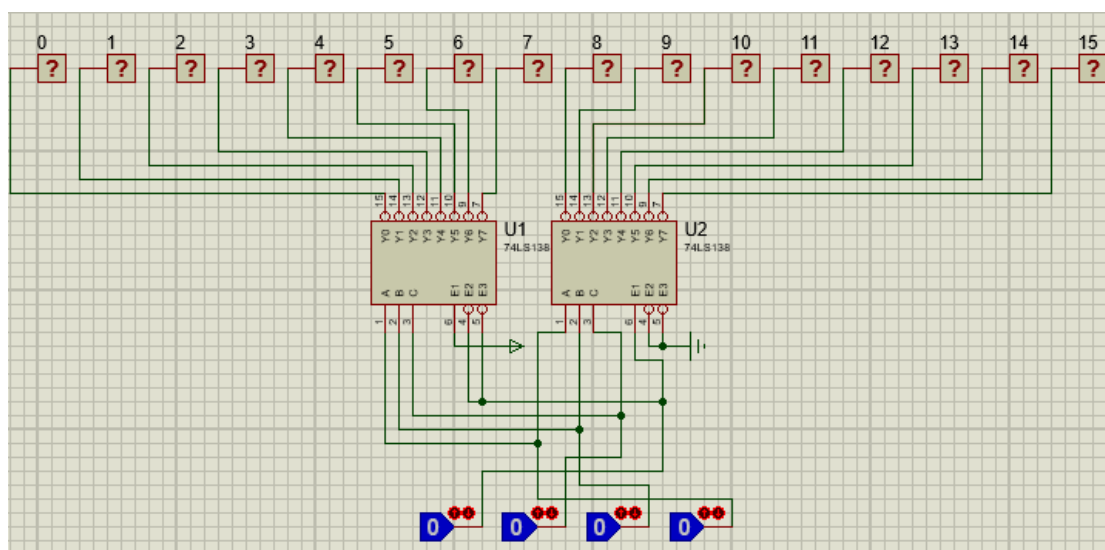 0 1 2 3 4 5 6 7 8 9 10 11 12 13 14 15
? ? ? ? ? ? ? ? ? ? ? ? ? ? ? ?
15 14 13 12 11 10 9 7 15 14 13 12 11 10 9 7
Y0 Y1 Y2 Y3 Y4 Y5 Y6 Y7 U1 Y0 Y1 Y2 Y3 Y4 Y5 Y6 Y7 U2
74LS138 74LS138
A B C E1 E2 E3 A B C E1 E2 E3
1 2 3 6 4 5 1 2 3 6 4 5
0 0 0 0